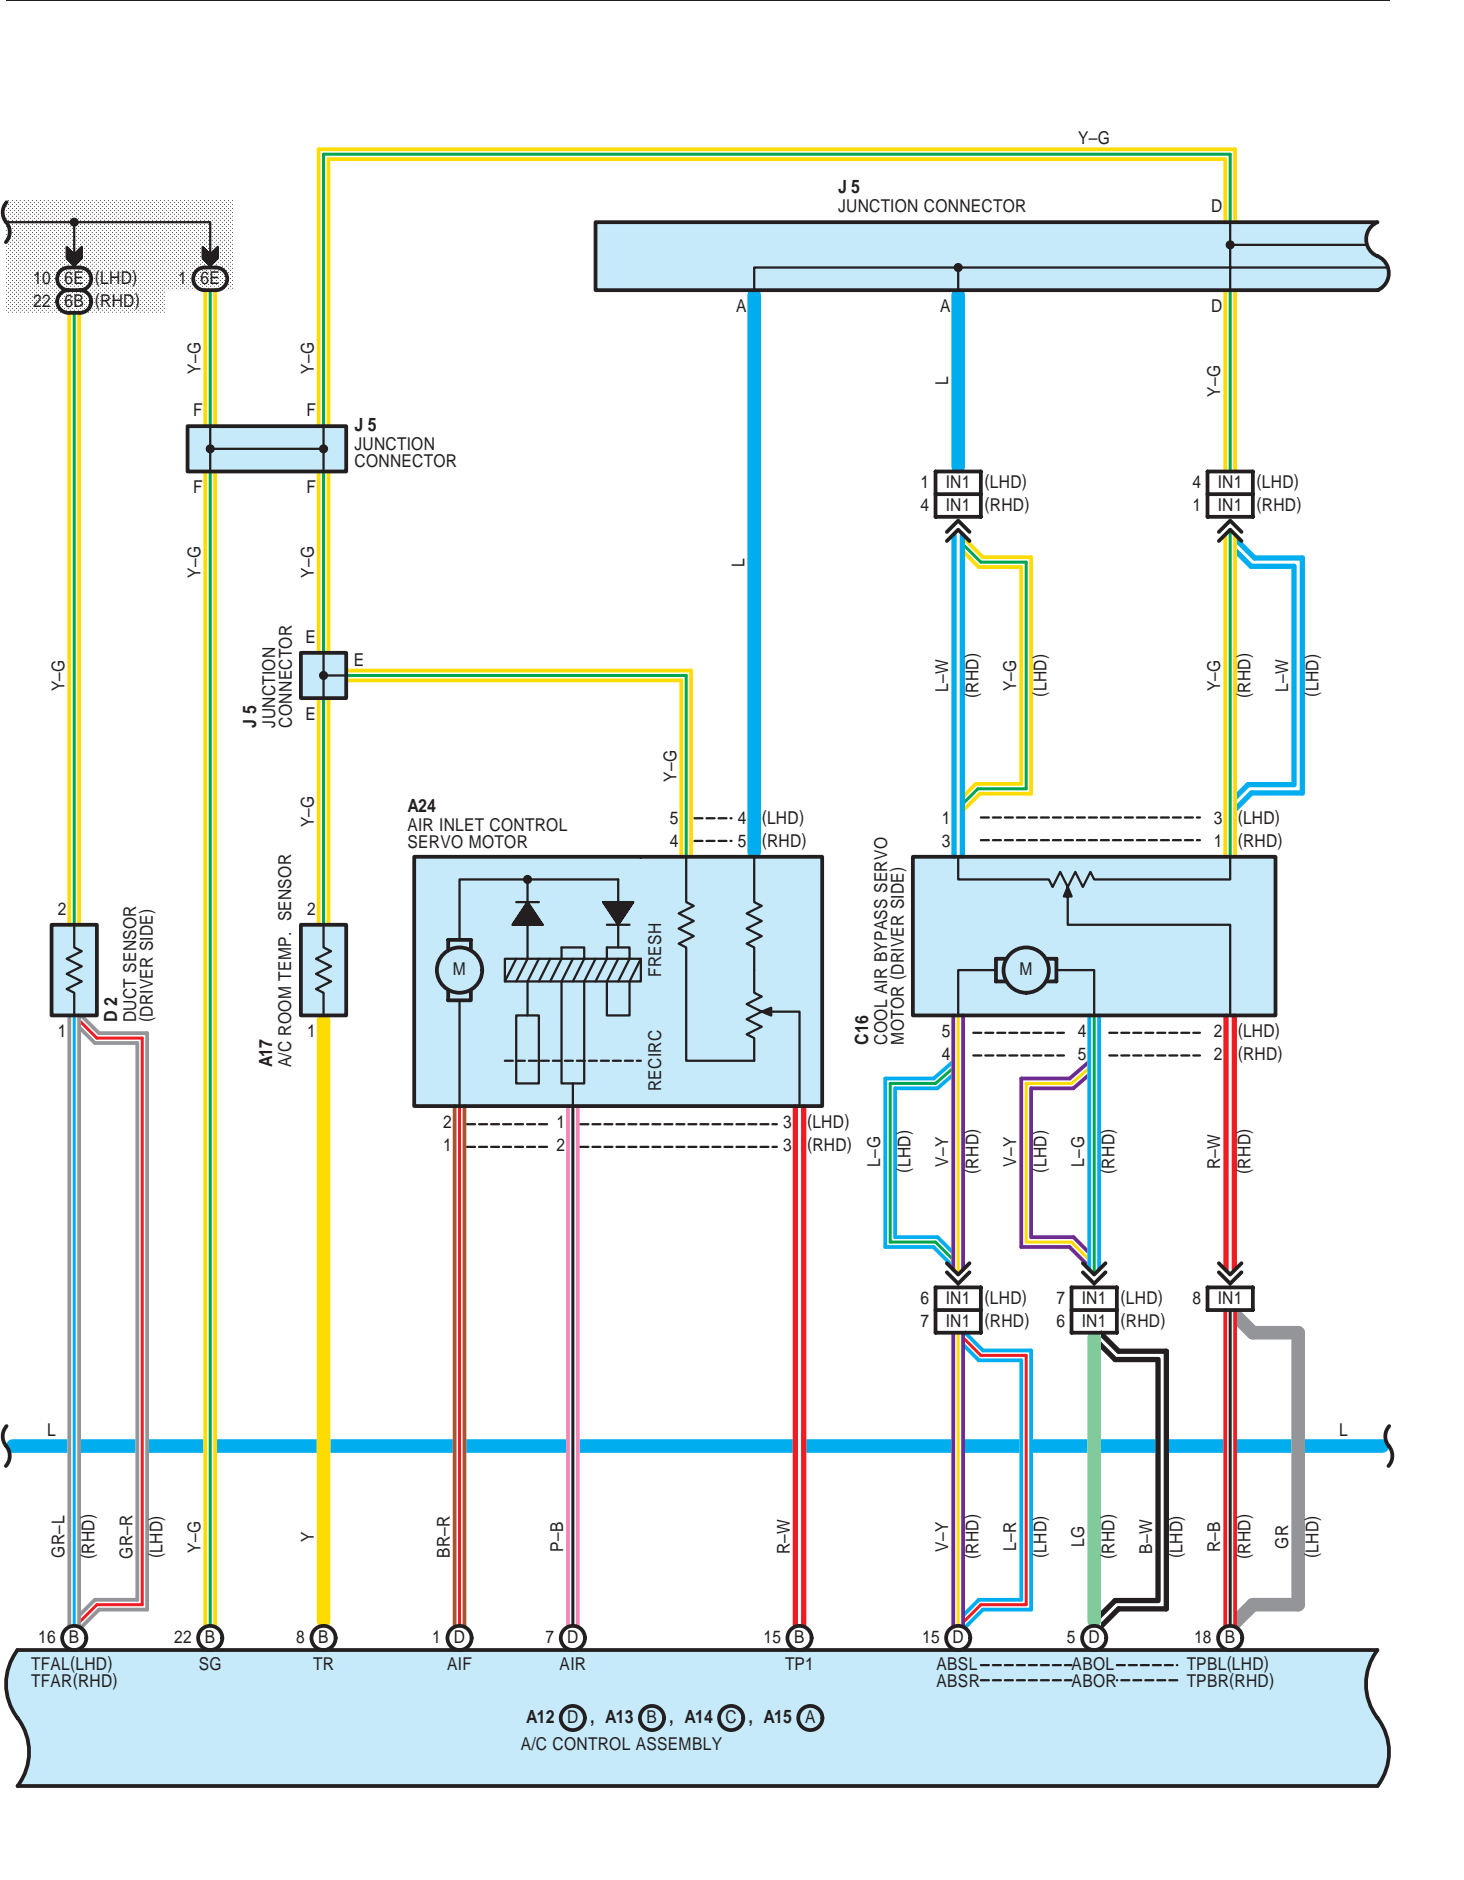 Y–G
J 5
JUNCTION CONNECTOR
D
10 6E (LHD)
22 6B (RHD)
1 6E
A
A
D
Y–G
Y–G
L
Y–G
F
F
J 5
JUNCTION
CONNECTOR
F
F
1 IN1 (LHD)
4 IN1 (RHD)
4 IN1 (LHD)
1 IN1 (RHD)
Y–G
Y–G
L
E
E
E
J 5
JUNCTION
CONNECTOR
Y–G
L–W
(RHD)
Y–G
(LHD)
Y–G
(RHD)
L–W
(LHD)
Y–G
Y–G
A24
AIR INLET CONTROL
SERVO MOTOR
5 4 (LHD)
4 5 (RHD)
1 3 (LHD)
3 1 (RHD)
2
D 2
DUCT SENSOR
(DRIVER SIDE)
1
2
A17
A/C ROOM TEMP. SENSOR
1
M
FRESH
RECIRC
C16
COOL AIR BYPASS SERVO
MOTOR (DRIVER SIDE)
M
5 4 2 (LHD)
4 5 2 (RHD)
2 1 3 (LHD)
1 2 3 (RHD)
L–G
(LHD)
V–Y
(RHD)
V–Y
(LHD)
L–G
(RHD)
R–W
(RHD)
6 IN1 (LHD)
7 IN1 (RHD)
7 IN1 (LHD)
6 IN1 (RHD)
8 IN1
L
L
GR–L
(RHD)
GR–R
(LHD)
Y–G
Y
BR–R
P–B
R–W
V–Y
(RHD)
L–R
(LHD)
LG
(RHD)
B–W
(LHD)
R–B
(RHD)
GR
(LHD)
16 B 22 B 8 B 1 D 7 D 15 B 15 D 5 D 18 B
TFAL(LHD) SG TR AIF AIR TP1 ABSL ABOL TPBL(LHD)
TFAR(RHD) ABSR ABOR TPBR(RHD)
A12 D , A13 B , A14 C , A15 A
A/C CONTROL ASSEMBLY